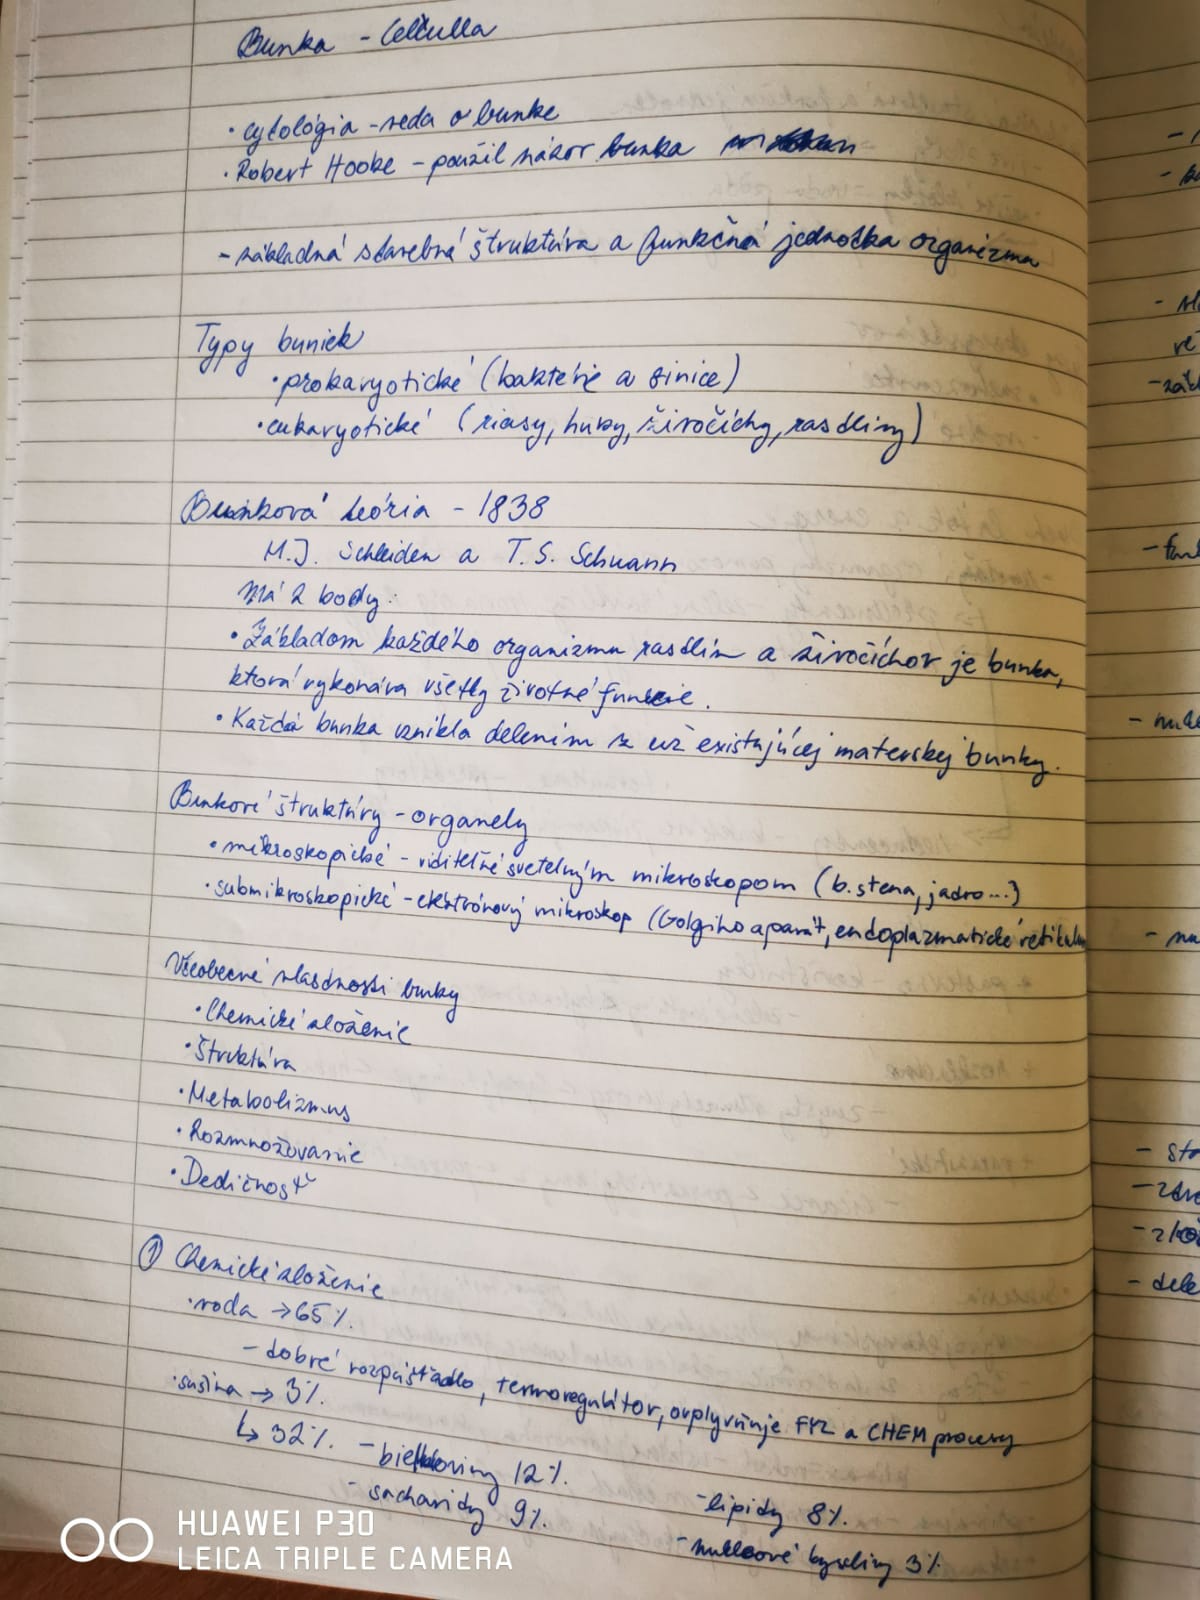 Bunka - Cellulla
• cytológia - veda o bunke
• Robert Hooke - použil názov bunka
- základná stavebná štruktúra a funkčná jednotka organizmu
Typy buniek
• prokaryotické (baktérie a sinice)
• eukaryotické (riasy, huby, živočíchy, rastliny)
Bunková teória - 1838
M.J. Schleiden a T.S. Schwann
Má 2 body:
• Základom každého organizmu rastlín a živočíchov je bunka,
ktorá vykonáva všetky životné funkcie.
• Každá bunka vznikla delením z už existujúcej materskej bunky.
Bunkové štruktúry - organely
• mikroskopické - viditeľné svetelným mikroskopom (b. stena, jadro...)
• submikroskopické - elektrónový mikroskop (Golgiho aparát, endoplazmatické retikulum
Všeobecné vlastnosti bunky
• Chemické zloženie
• Štruktúra
• Metabolizmus
• Rozmnožovanie
• Dedičnosť
① Chemické zloženie
• voda → 65%.
- dobré rozpúšťadlo, termoregulátor, ovplyvňuje FYZ a CHEM procesy
• sušina → 3%.
↳ 32%. - bielkoviny 12%.
- sacharidy 9%.
- lipidy 8%.
- nukleové kyseliny 3%
HUAWEI P30
LEICA TRIPLE CAMERA